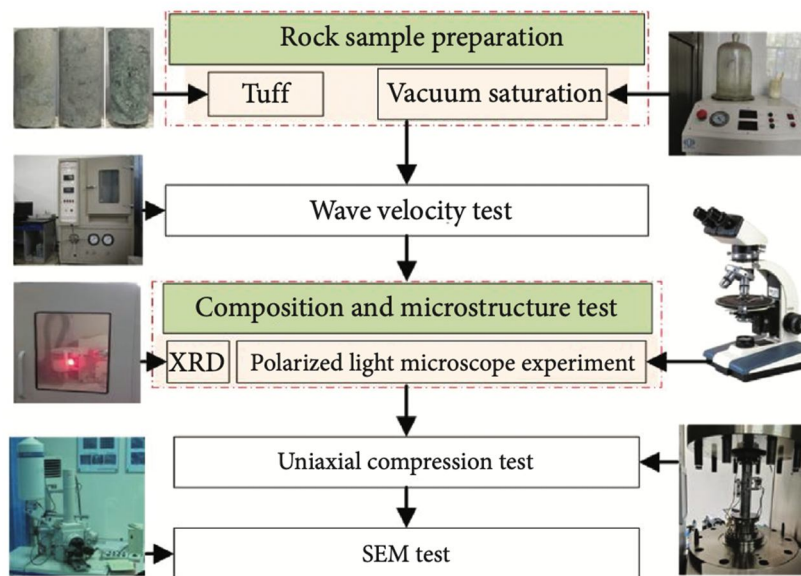 Rock sample preparation
Tuff
Vacuum saturation
Wave velocity test
Composition and microstructure test
XRD
Polarized light microscope experiment
Uniaxial compression test
SEM test